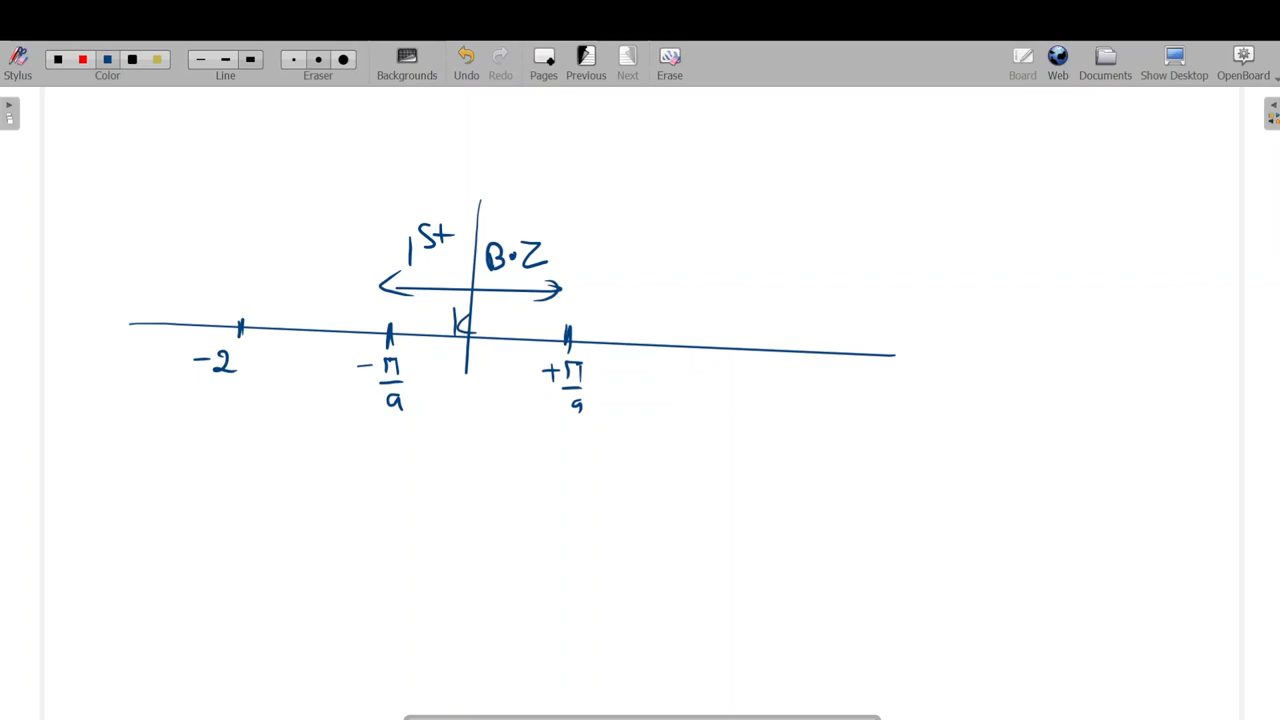 Stylus Color Line Eraser Backgrounds Undo Redo Pages Previous Next Erase Board Web Documents Show Desktop OpenBoard
1st B.Z
K
-2 -π/a +π/a